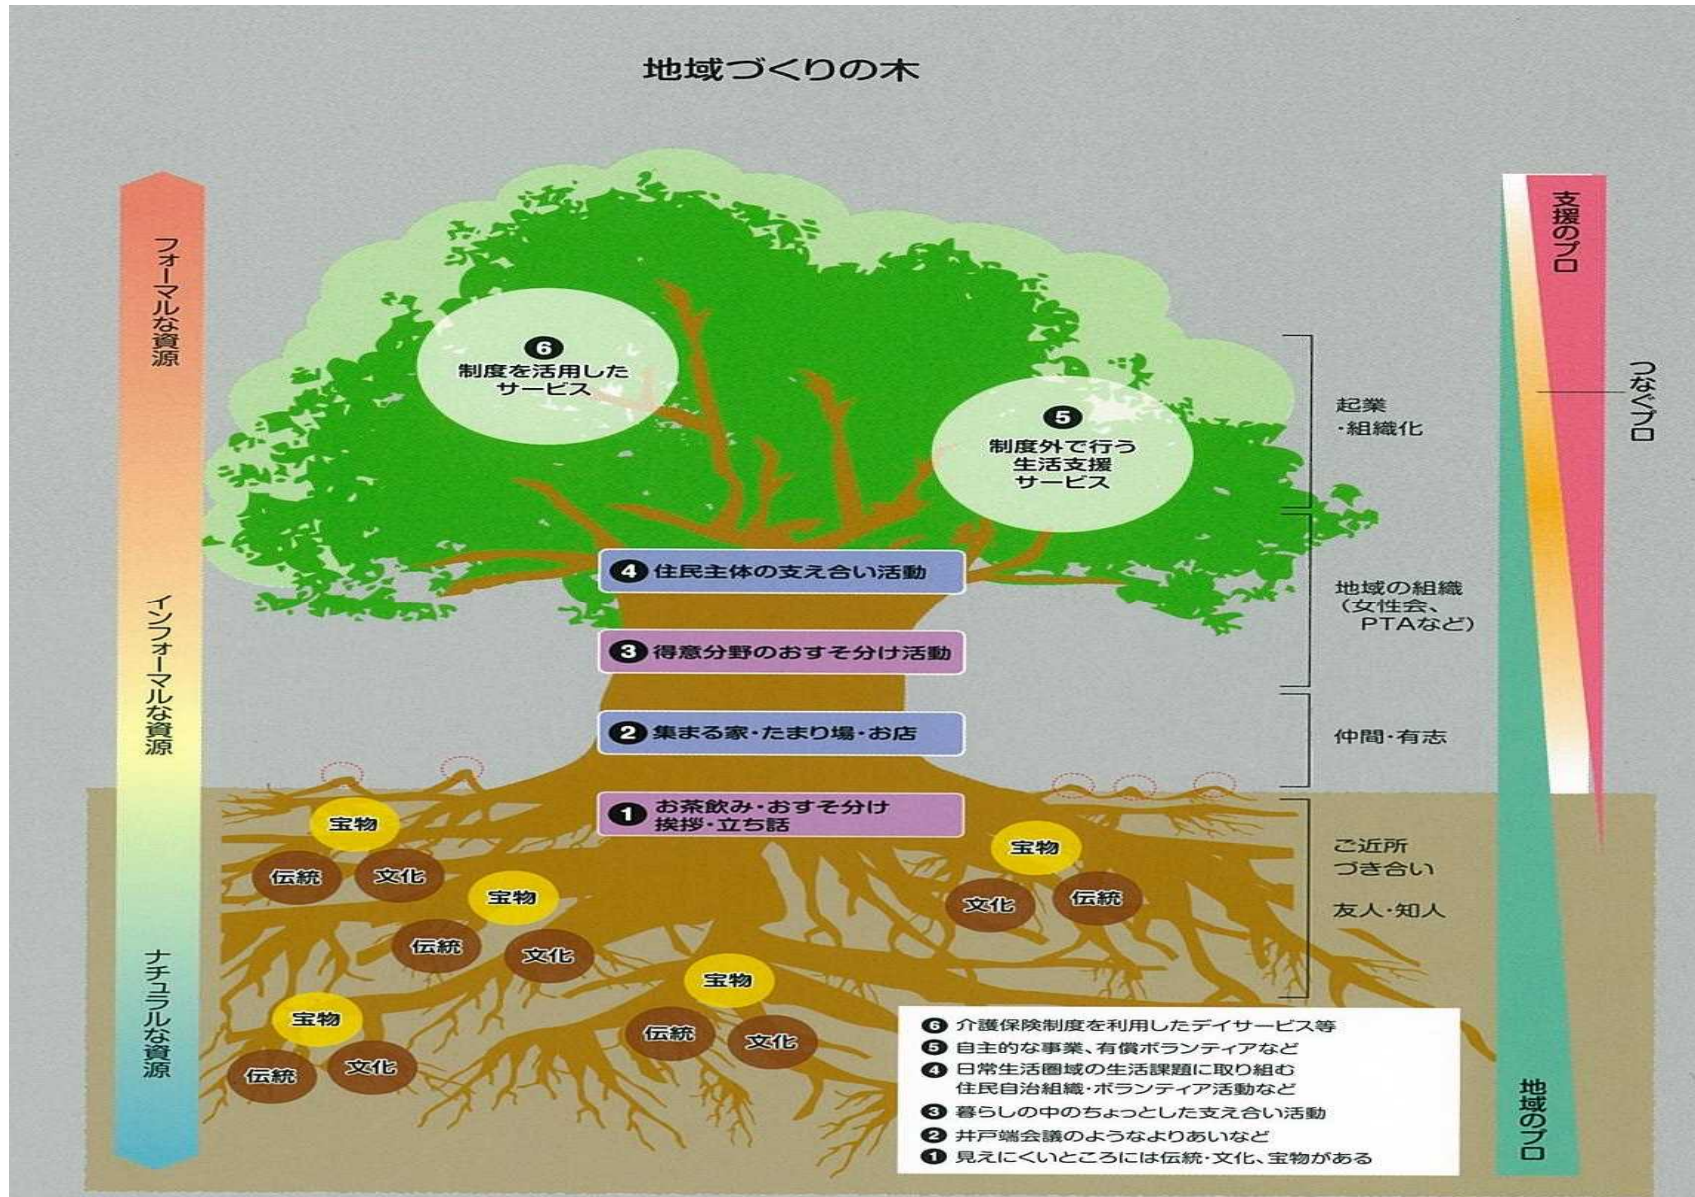 地域づくりの木
フォーマルな資源
インフォーマルな資源
ナチュラルな資源
❻
制度を活用した
サービス
❺
制度外で行う
生活支援
サービス
❹ 住民主体の支え合い活動
❸ 得意分野のおすそ分け活動
❷ 集まる家・たまり場・お店
❶ お茶飲み・おすそ分け
挨拶・立ち話
宝物
伝統
文化
宝物
伝統
文化
宝物
伝統
文化
宝物
伝統
文化
宝物
文化
伝統
起業
・組織化
地域の組織
（女性会、
PTAなど）
仲間・有志
ご近所
づき合い
友人・知人
支援のプロ
つなぐプロ
地域のプロ
❻ 介護保険制度を利用したデイサービス等
❺ 自主的な事業、有償ボランティアなど
❹ 日常生活圏域の生活課題に取り組む
住民自治組織・ボランティア活動など
❸ 暮らしの中のちょっとした支え合い活動
❷ 井戸端会議のようなよりあいなど
❶ 見えにくいところには伝統・文化、宝物がある